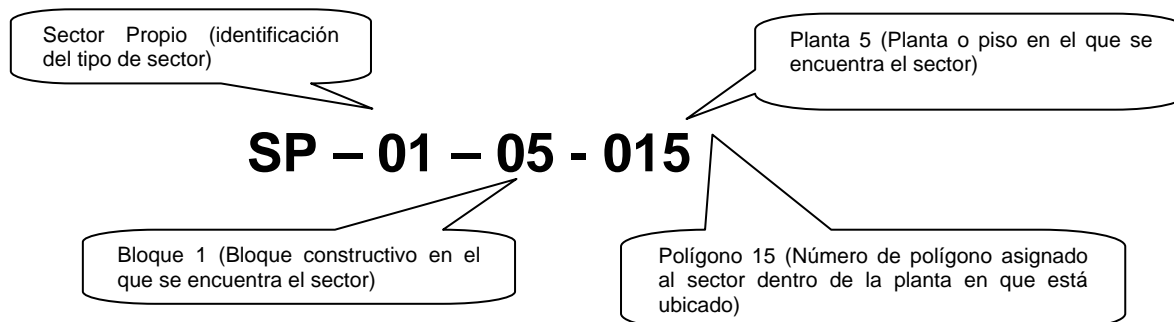 Sector Propio (identificación
del tipo de sector)
Planta 5 (Planta o piso en el que se
encuentra el sector)
SP – 01 – 05 - 015
Bloque 1 (Bloque constructivo en el
que se encuentra el sector)
Polígono 15 (Número de polígono asignado
al sector dentro de la planta en que está
ubicado)